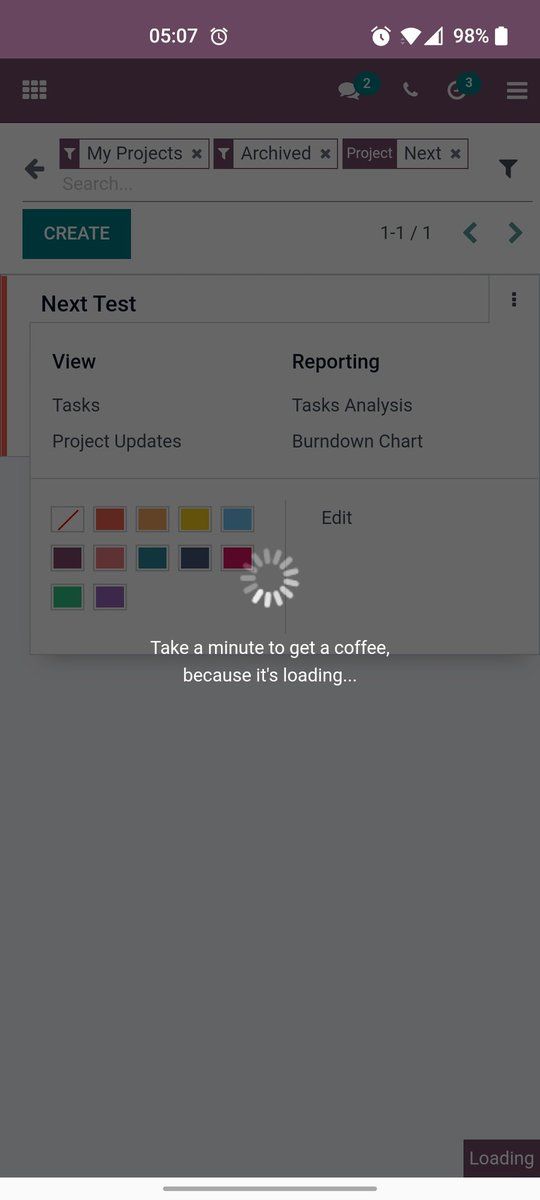 05:07 98%
2 3
My Projects × Archived × Project Next ×
Search...
CREATE 1-1 / 1
Next Test
View Reporting
Tasks Tasks Analysis
Project Updates Burndown Chart
Edit
Take a minute to get a coffee,
because it's loading...
Loading